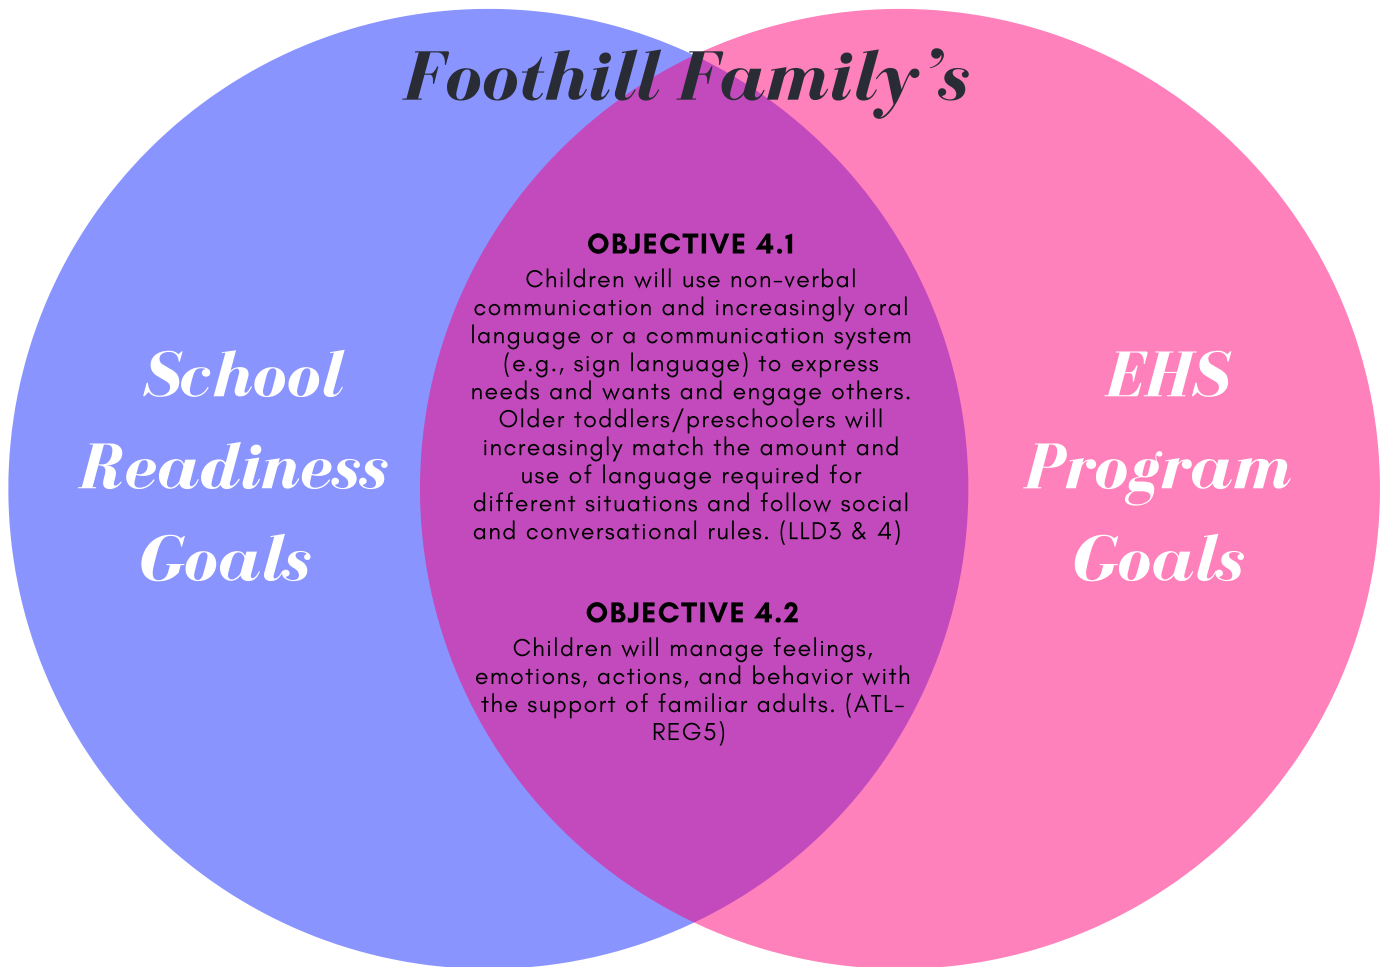 Foothill Family’s
School
Readiness
Goals
OBJECTIVE 4.1
Children will use non-verbal
communication and increasingly oral
language or a communication system
(e.g., sign language) to express
needs and wants and engage others.
Older toddlers/preschoolers will
increasingly match the amount and
use of language required for
different situations and follow social
and conversational rules. (LLD3 & 4)
OBJECTIVE 4.2
Children will manage feelings,
emotions, actions, and behavior with
the support of familiar adults. (ATL-
REG5)
EHS
Program
Goals